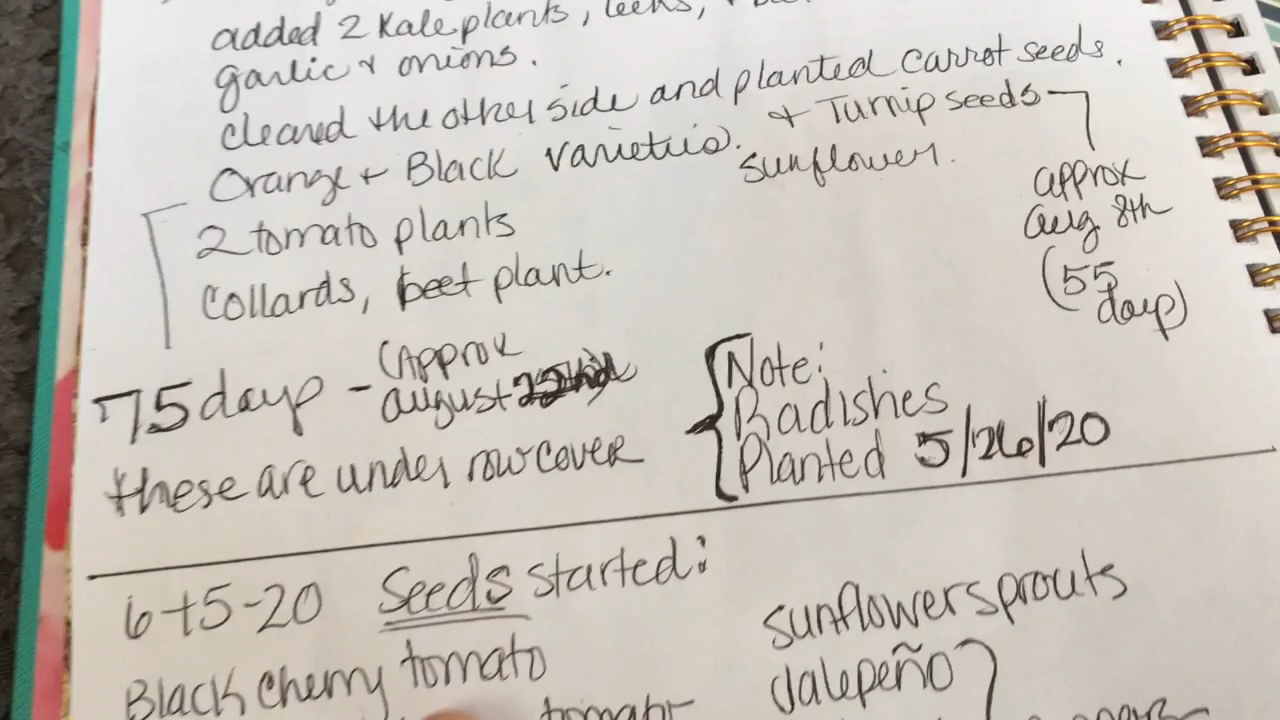 added 2 Kale plants, leeks,
garlic + onions.
cleared the other side and planted carrot seeds.
Orange + Black varieties. + Turnip seeds
sunflower.
approx
aug 8th
(55
days)
2 tomato plants
Collards, beet plant.
75 days - (Approx
august
these are under row cover
Note:
Radishes
Planted 5/26/20
6-15-20 Seeds started:
Black Cherry tomato
tomato
sunflower sprouts
Jalepeño